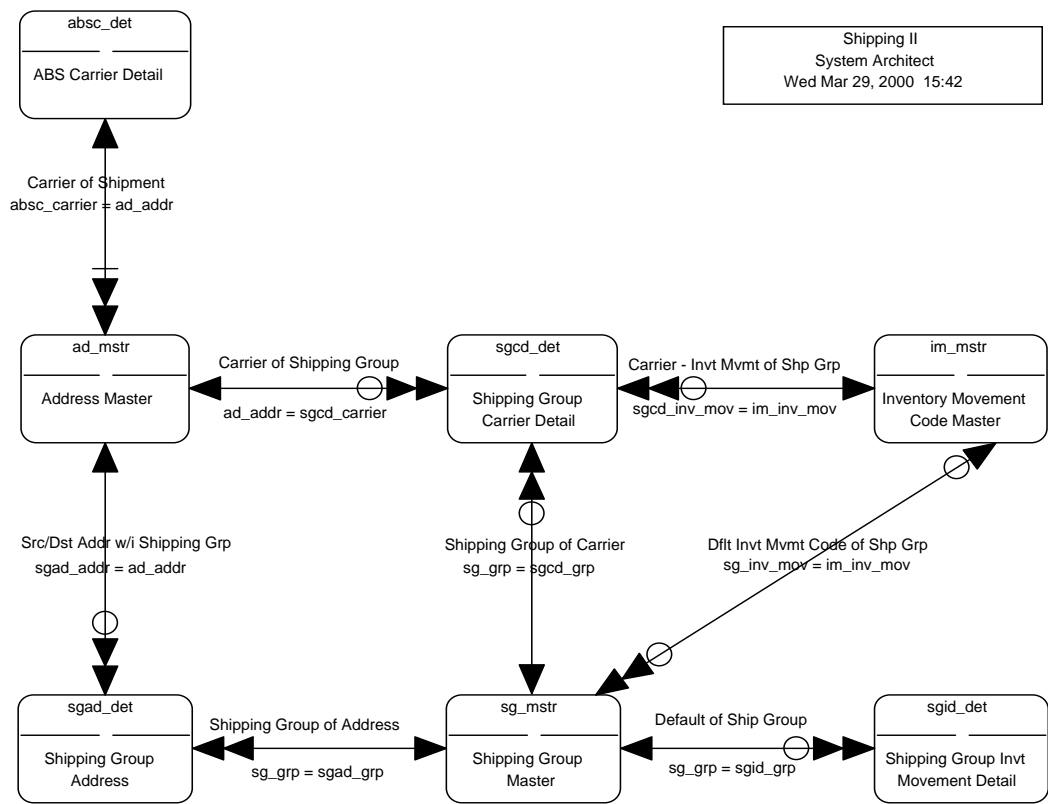 absc_det
ABS Carrier Detail
Shipping II
System Architect
Wed Mar 29, 2000  15:42
Carrier of Shipment
absc_carrier = ad_addr
ad_mstr
Address Master
Carrier of Shipping Group
ad_addr = sgcd_carrier
sgcd_det
Shipping Group
Carrier Detail
Carrier - Invt Mvmt of Shp Grp
sgcd_inv_mov = im_inv_mov
im_mstr
Inventory Movement
Code Master
Src/Dst Addr w/i Shipping Grp
sgad_addr = ad_addr
Shipping Group of Carrier
sg_grp = sgcd_grp
Dflt Invt Mvmt Code of Shp Grp
sg_inv_mov = im_inv_mov
sgad_det
Shipping Group
Address
Shipping Group of Address
sg_grp = sgad_grp
sg_mstr
Shipping Group
Master
Default of Ship Group
sg_grp = sgid_grp
sgid_det
Shipping Group Invt
Movement Detail